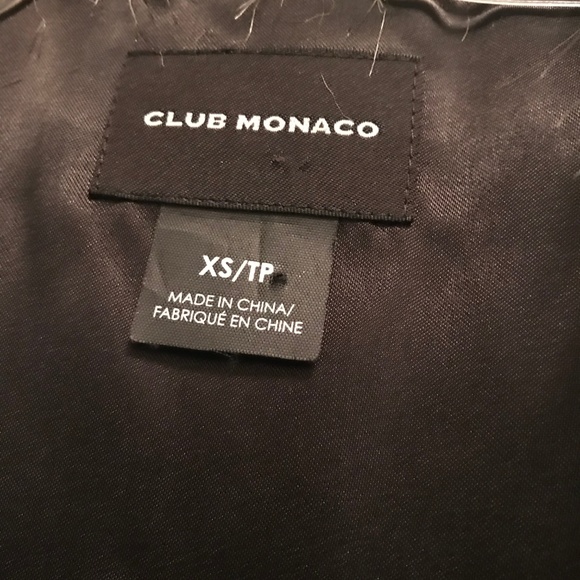 CLUB MONACO
XS/TP
MADE IN CHINA/
FABRIQUÉ EN CHINE